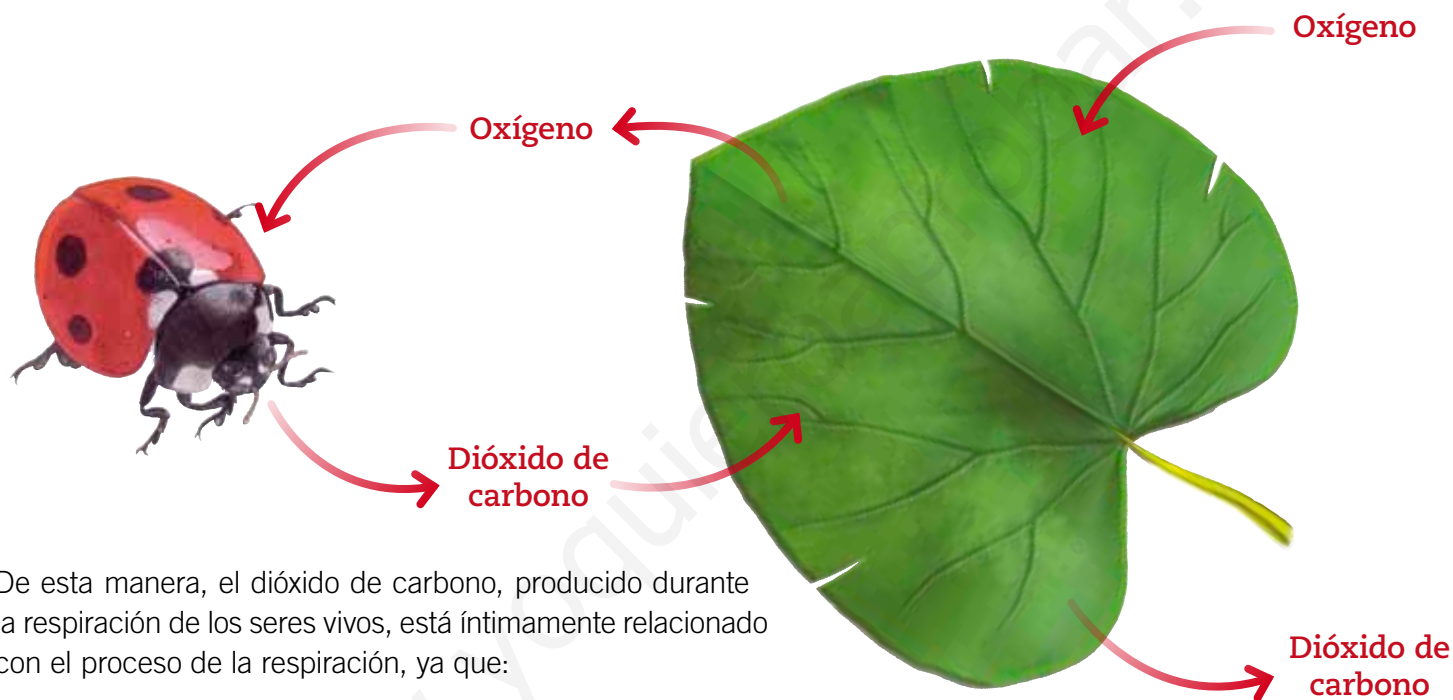 Oxígeno
Oxígeno
Dióxido de
carbono
De esta manera, el dióxido de carbono, producido durante
la respiración de los seres vivos, está íntimamente relacionado
con el proceso de la respiración, ya que:
Dióxido de
carbono